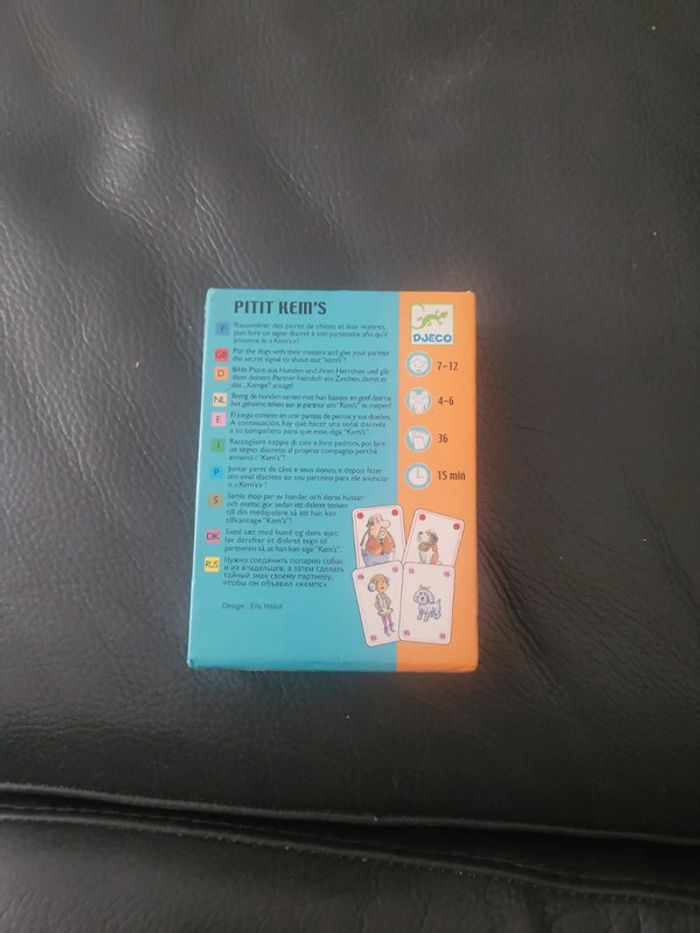 PITIT KEM'S
F
Rassembler des paires de chiens et leur maîtres,
puis faire un signe discret à son partenaire afin qu'il
annonce le «Kem's»!
GB
Pair the dogs with their masters and give your partner
the secret signal to shout out "kem's"!
D
Bilde Paare aus Hunden und ihren Herrchen und gib
dann deinem Partner heimlich ein Zeichen, damit er
das „Kemps" ansagt!
NL
Breng de honden samen met hun baasjes en geef daarna
het geheime teken aan je partner om "Kem's" te roepen!
E
El juego consiste en unir parejas de perros y sus dueños.
A continuación, hay que hacer una señal discreta
a su compañero para que este diga "Kem's".
I
Raccogliere coppie di cani e loro padroni, poi fare
un segno discreto al proprio compagno perché
annunci i "Kem's"!
P
Juntar pares de cães e seus donos, e depois fazer
um sinal discreto ao seu parceiro para ele anunciar
o «Kem's» !
S
Samla ihop par av hundar och deras hussar
och mattar, gör sedan ett diskret tecken
till din medspelare så att han kan
tillkännage "Kem's"!
DK
Saml sæt med hund og dens ejer,
lav derefter et diskret tegn til
partneren så, at han kan sige "Kem's".
RUS
Нужно соединить попарно собак
и их владельцев, а затем сделать
тайный знак своему партнеру,
чтобы он объявил «кемпс».
Design : Eric Héliot
DJECO
7-12
4-6
36
15 min